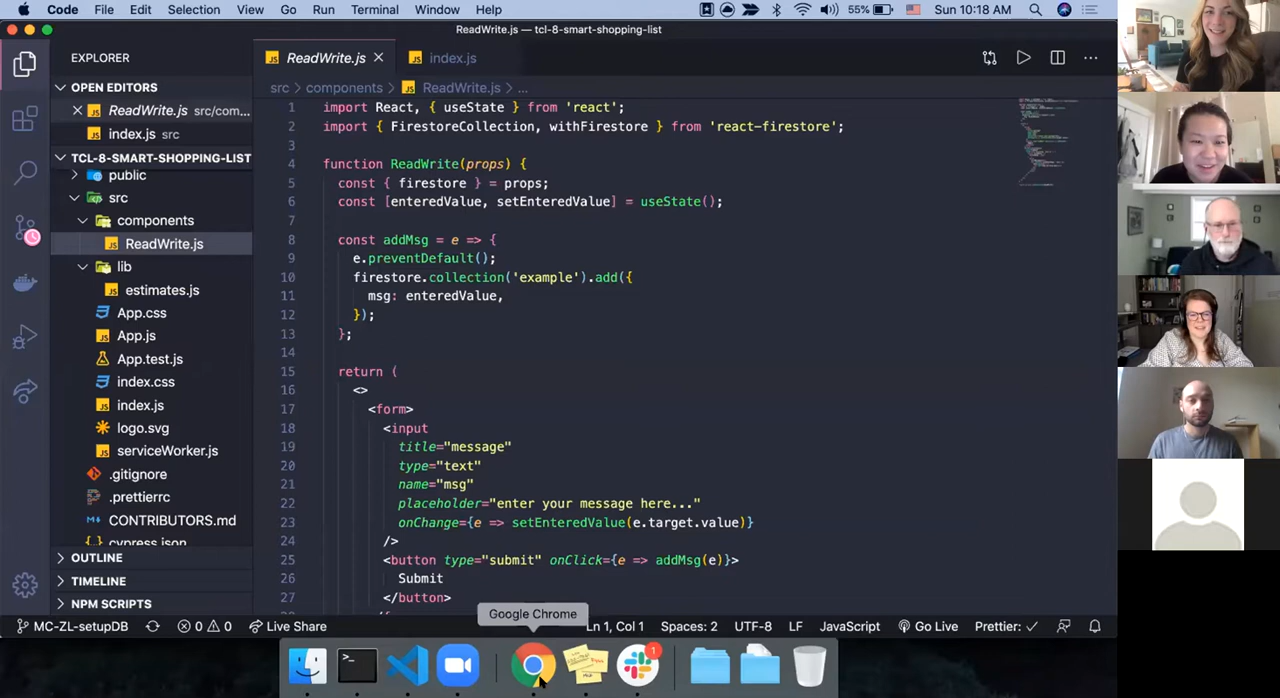 Code File Edit Selection View Go Run Terminal Window Help 55% Sun 10:18 AM
ReadWrite.js — tcl-8-smart-shopping-list
EXPLORER
OPEN EDITORS
ReadWrite.js src/com...
index.js src
TCL-8-SMART-SHOPPING-LIST
public
src
components
ReadWrite.js
lib
estimates.js
App.css
App.js
App.test.js
index.css
index.js
logo.svg
serviceWorker.js
.gitignore
.prettierrc
CONTRIBUTORS.md
cypress.json
OUTLINE
TIMELINE
NPM SCRIPTS
ReadWrite.js index.js
src > components > ReadWrite.js > ...
1 import React, { useState } from 'react';
2 import { FirestoreCollection, withFirestore } from 'react-firestore';
3
4 function ReadWrite(props) {
5 const { firestore } = props;
6 const [enteredValue, setEnteredValue] = useState();
7
8 const addMsg = e => {
9 e.preventDefault();
10 firestore.collection('example').add({
11 msg: enteredValue,
12 });
13 };
14
15 return (
16 <>
17 <form>
18 <input
19 title="message"
20 type="text"
21 name="msg"
22 placeholder="enter your message here..."
23 onChange={e => setEnteredValue(e.target.value)}
24 />
25 <button type="submit" onClick={e => addMsg(e)}>
26 Submit
27 </button>
Google Chrome
MC-ZL-setupDB 0 0 Live Share Ln 1, Col 1 Spaces: 2 UTF-8 LF JavaScript Go Live Prettier: ✓
1